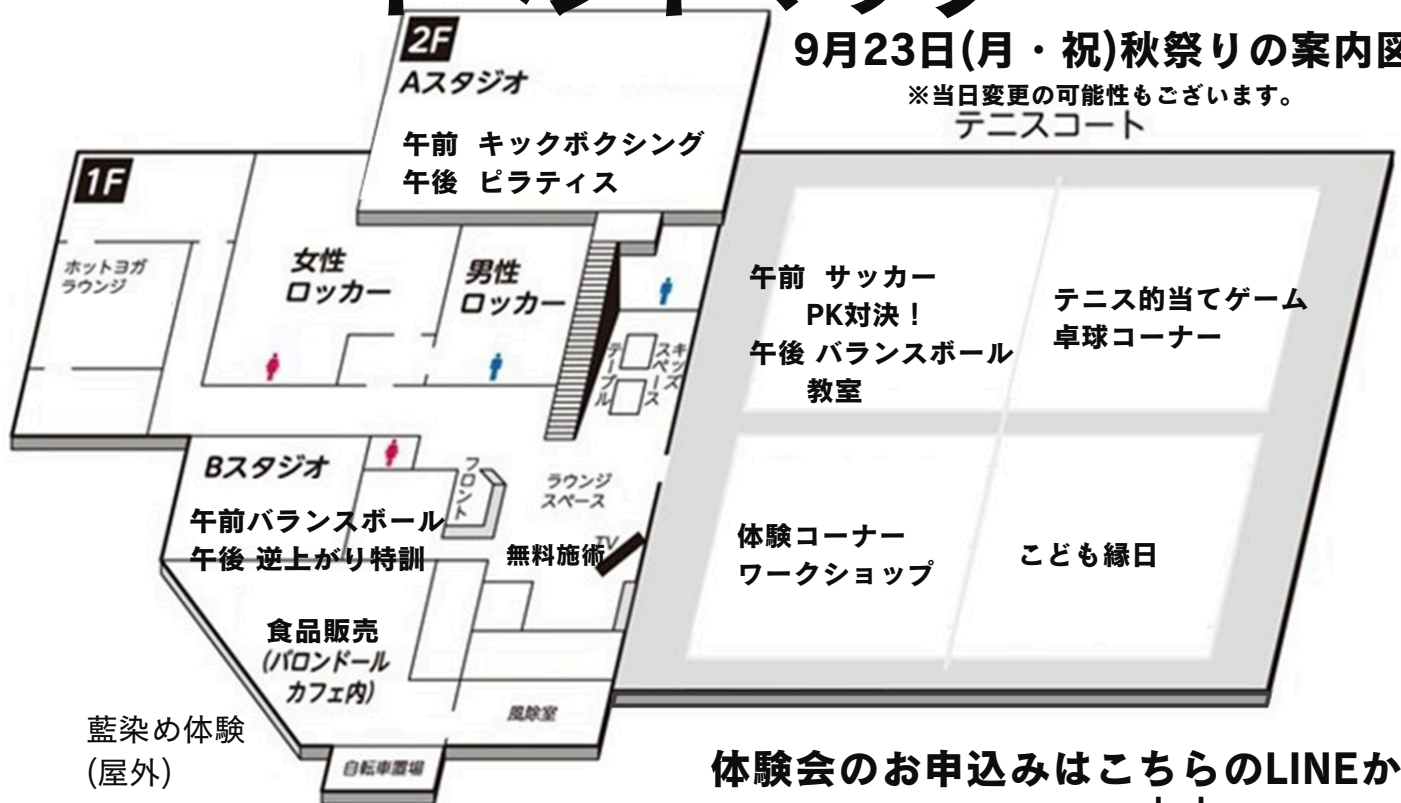 9月23日(月・祝)秋祭りの案内図
※当日変更の可能性もございます。
テニスコート
2F
Aスタジオ
午前 キックボクシング
午後 ピラティス
1F
ホットヨガ
ラウンジ
女性
ロッカー
男性
ロッカー
テーブル
キッズ
スペース
午前 サッカー
PK対決！
午後 バランスボール
教室
テニス的当てゲーム
卓球コーナー
Bスタジオ
午前バランスボール
午後 逆上がり特訓
フロント
ラウンジ
スペース
TV
無料施術
体験コーナー
ワークショップ
こども縁日
食品販売
(バロンドール
カフェ内)
風除室
自転車置場
藍染め体験
(屋外)
体験会のお申込みはこちらのLINEか